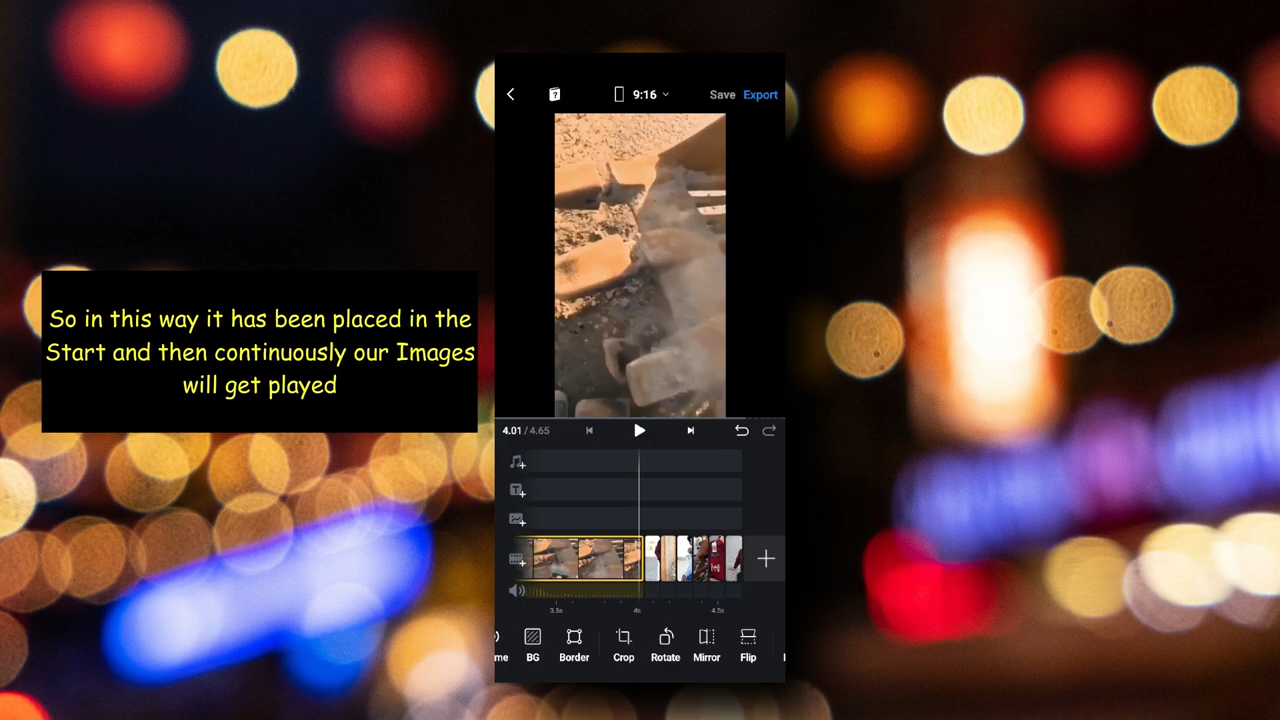 9:16
Save
Export
So in this way it has been placed in the
Start and then continuously our Images
will get played
4.01 / 4.65
3.5s
4s
4.5s
me
BG
Border
Crop
Rotate
Mirror
Flip